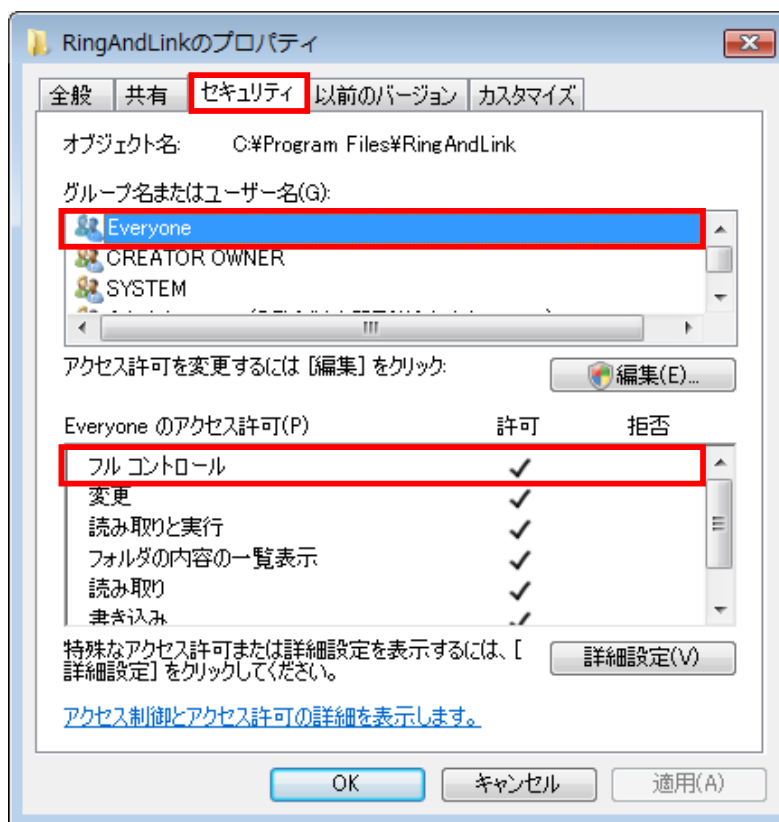 RingAndLinkのプロパティ
全般 共有 セキュリティ 以前のバージョン カスタマイズ
オブジェクト名: C:¥Program Files¥RingAndLink
グループ名またはユーザー名(G):
Everyone
CREATOR OWNER
SYSTEM
アクセス許可を変更するには [編集] をクリック:
編集(E)...
Everyone のアクセス許可(P) 許可 拒否
フル コントロール
変更
読み取りと実行
フォルダの内容の一覧表示
読み取り
書き込み
特殊なアクセス許可または詳細設定を表示するには、[
詳細設定] をクリックしてください。
詳細設定(V)
アクセス制御とアクセス許可の詳細を表示します。
OK キャンセル 適用(A)